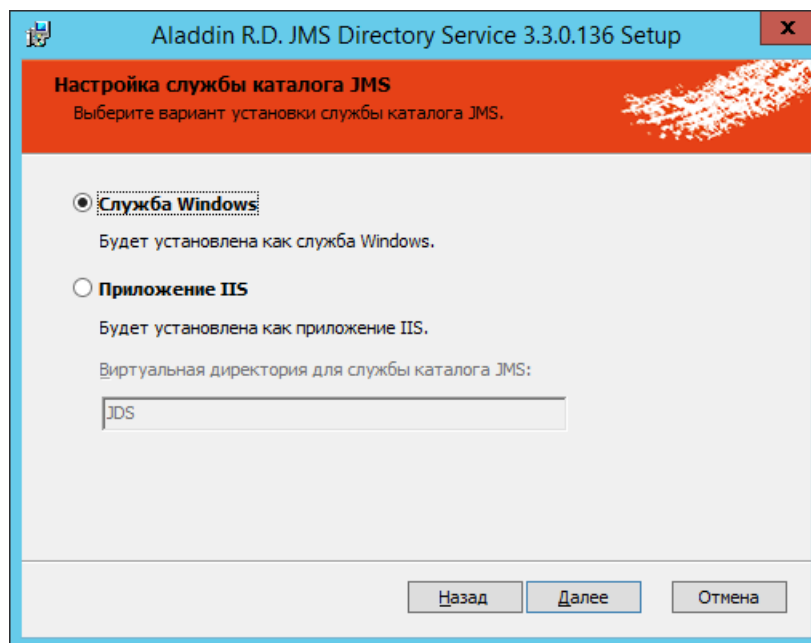 Aladdin R.D. JMS Directory Service 3.3.0.136 Setup
x
Настройка службы каталога JMS
Выберите вариант установки службы каталога JMS.
Служба Windows
Будет установлена как служба Windows.
Приложение IIS
Будет установлена как приложение IIS.
Виртуальная директория для службы каталога JMS:
JDS
Назад Далее Отмена